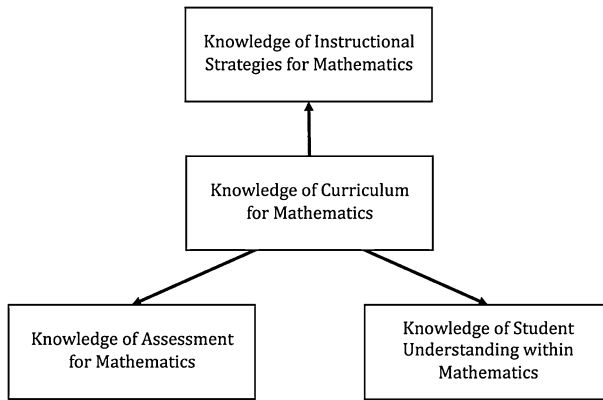 Knowledge of Instructional
Strategies for Mathematics
Knowledge of Curriculum
for Mathematics
Knowledge of Assessment
for Mathematics
Knowledge of Student
Understanding within
Mathematics